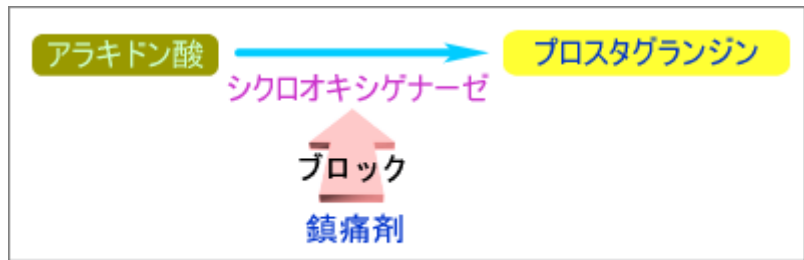 アラキドン酸
プロスタグランジン
シクロオキシゲナーゼ
ブロック
鎮痛剤